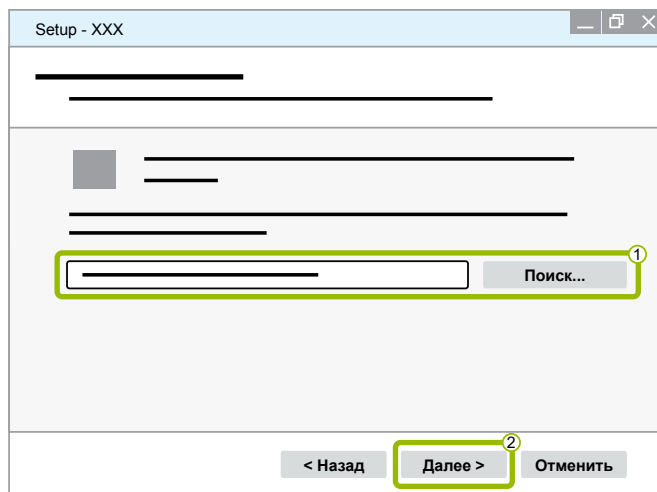 Setup - XXX
1
Поиск...
2
< Назад
Далее >
Отменить